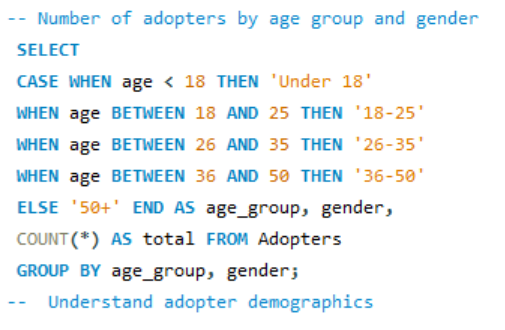 -- Number of adopters by age group and gender
SELECT
CASE WHEN age < 18 THEN 'Under 18'
WHEN age BETWEEN 18 AND 25 THEN '18-25'
WHEN age BETWEEN 26 AND 35 THEN '26-35'
WHEN age BETWEEN 36 AND 50 THEN '36-50'
ELSE '50+' END AS age_group, gender,
COUNT(*) AS total FROM Adopters
GROUP BY age_group, gender;
--  Understand adopter demographics